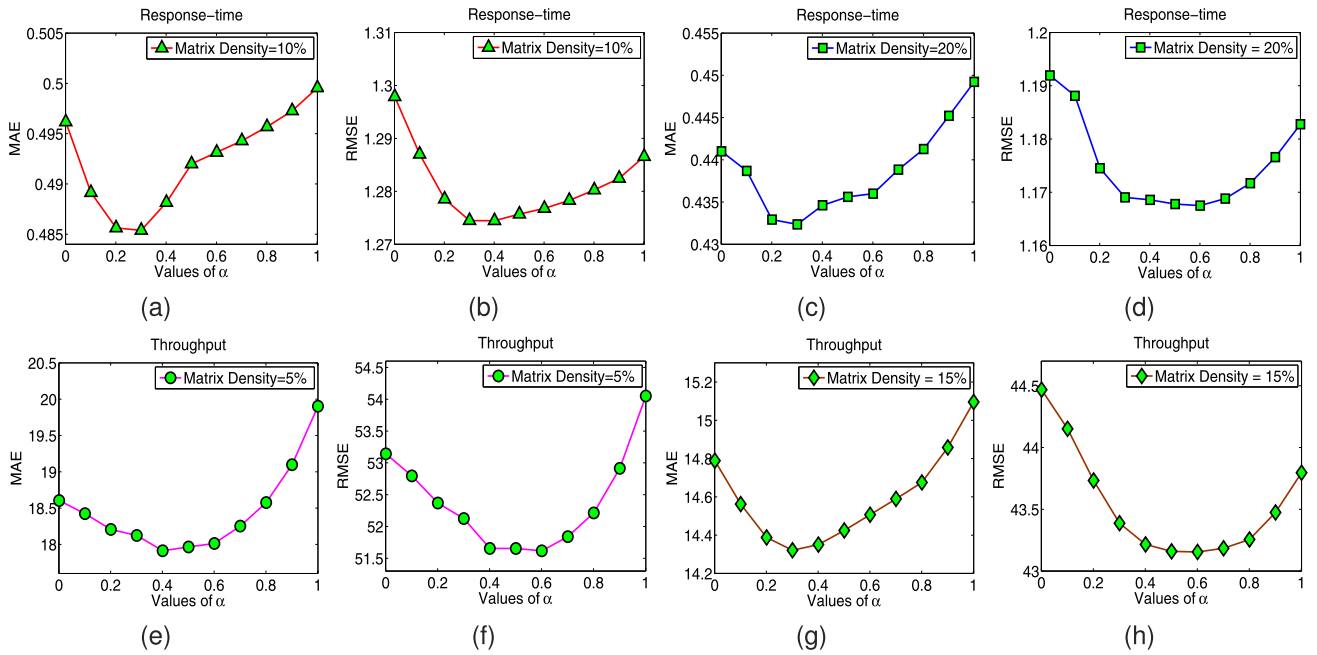 Response-time
0.505
0.5
0.495
0.49
0.485
MAE
Matrix Density=10%
0 0.2 0.4 0.6 0.8 1
Values of α
(a)
Response-time
1.31
1.3
1.29
1.28
1.27
RMSE
Matrix Density=10%
0 0.2 0.4 0.6 0.8 1
Values of α
(b)
Response-time
0.455
0.45
0.445
0.44
0.435
0.43
MAE
Matrix Density=20%
0 0.2 0.4 0.6 0.8 1
Values of α
(c)
Response-time
1.2
1.19
1.18
1.17
1.16
RMSE
Matrix Density = 20%
0 0.2 0.4 0.6 0.8 1
Values of α
(d)
Throughput
20.5
20
19.5
19
18.5
18
MAE
Matrix Density=5%
0 0.2 0.4 0.6 0.8 1
Values of α
(e)
Throughput
54.5
54
53.5
53
52.5
52
51.5
RMSE
Matrix Density=5%
0 0.2 0.4 0.6 0.8 1
Values of α
(f)
Throughput
15.2
15
14.8
14.6
14.4
14.2
MAE
Matrix Density = 15%
0 0.2 0.4 0.6 0.8 1
Values of α
(g)
Throughput
44.5
44
43.5
43
RMSE
Matrix Density = 15%
0 0.2 0.4 0.6 0.8 1
Values of α
(h)